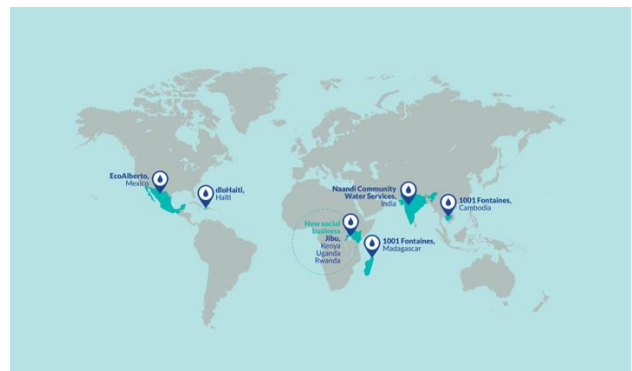 EcoAlberto,
Mexico
dloHaiti,
Haiti
Naandi Community
Water Services,
India
1001 Fontaines,
Cambodia
New social
business
Jibu,
Kenya
Uganda
Rwanda
1001 Fontaines,
Madagascar